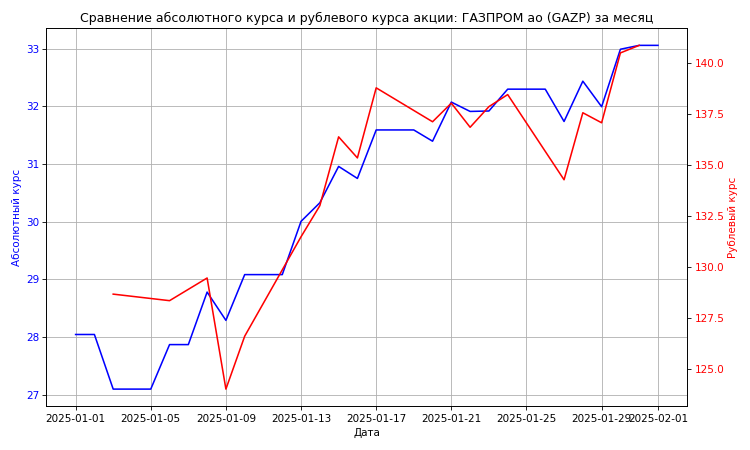 Сравнение абсолютного курса и рублевого курса акции: ГАЗПРОМ ао (GAZP) за месяц
33
32
31
30
29
28
27
Абсолютный курс
140.0
137.5
135.0
132.5
130.0
127.5
125.0
Рублевый курс
2025-01-01 2025-01-05 2025-01-09 2025-01-13 2025-01-17 2025-01-21 2025-01-25 2025-01-29 2025-02-01
Дата